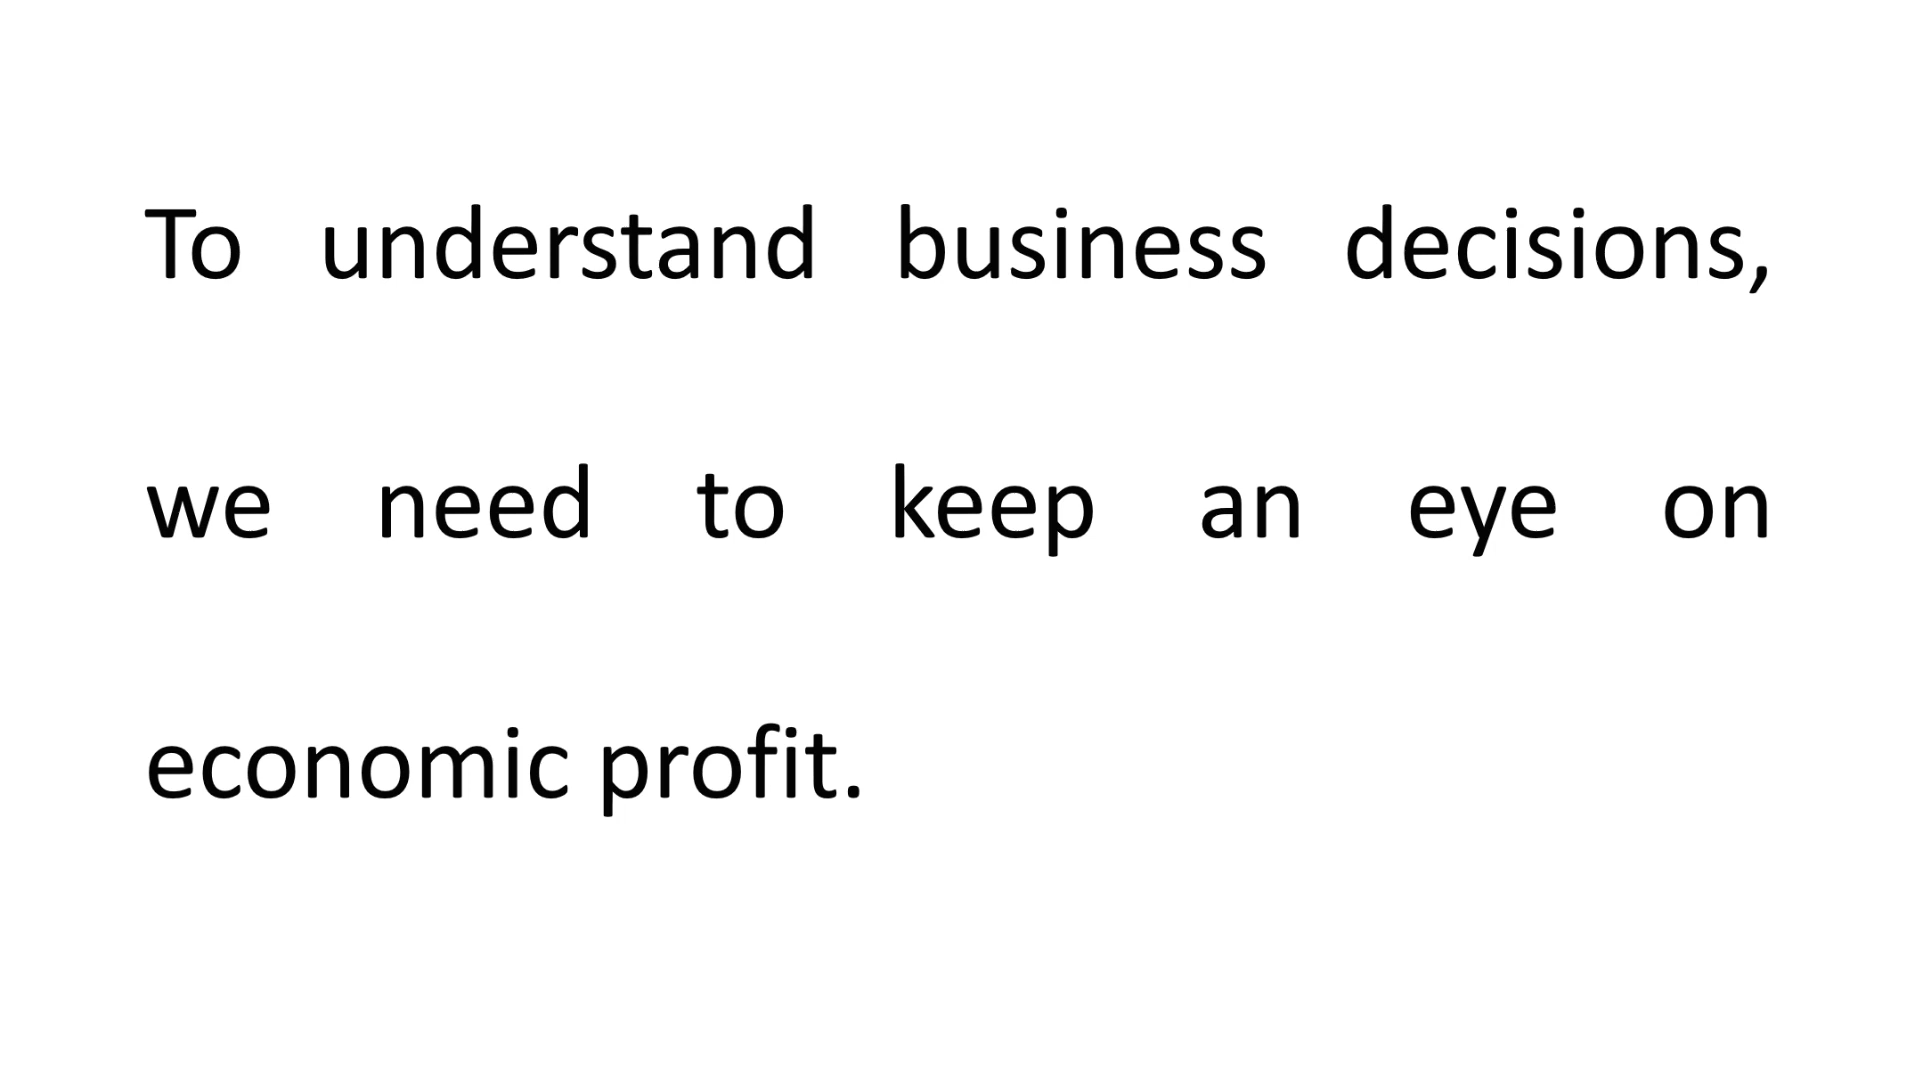 To understand business decisions,
we need to keep an eye on
economic profit.